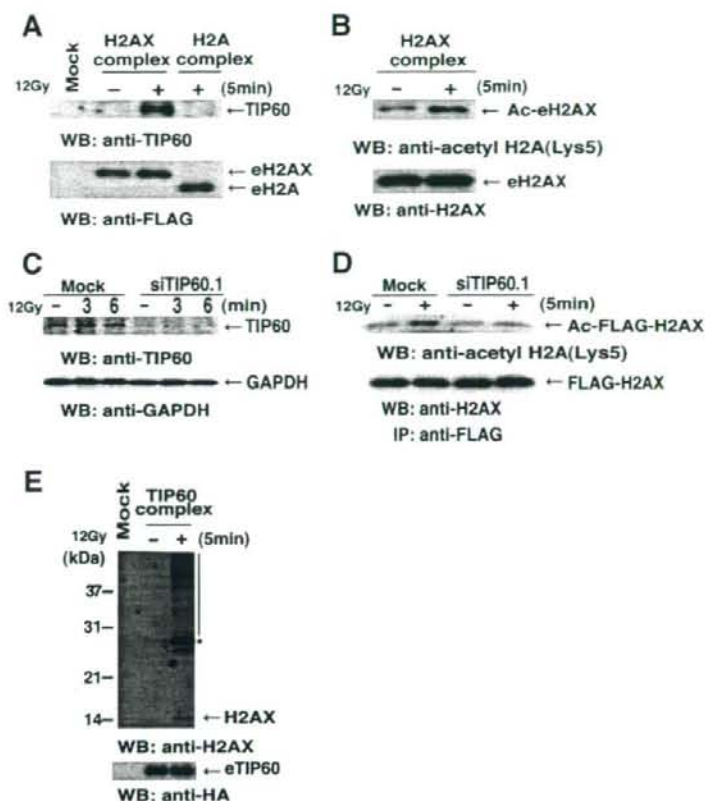 A
Mock
H2AX complex
H2A complex
12Gy − + + (5min)
←TIP60
WB: anti-TIP60
← eH2AX
← eH2A
WB: anti-FLAG
B
H2AX complex
12Gy − + (5min)
← Ac-eH2AX
WB: anti-acetyl H2A(Lys5)
← eH2AX
WB: anti-H2AX
C
Mock siTIP60.1
12Gy − 3 6 − 3 6 (min)
←TIP60
WB: anti-TIP60
← GAPDH
WB: anti-GAPDH
D
Mock siTIP60.1
12Gy − + − + (5min)
← Ac-FLAG-H2AX
WB: anti-acetyl H2A(Lys5)
← FLAG-H2AX
WB: anti-H2AX
IP: anti-FLAG
E
Mock
TIP60 complex
12Gy − + (5min)
(kDa)
37−
31−
21−
14− ← H2AX
WB: anti-H2AX
← eTIP60
WB: anti-HA